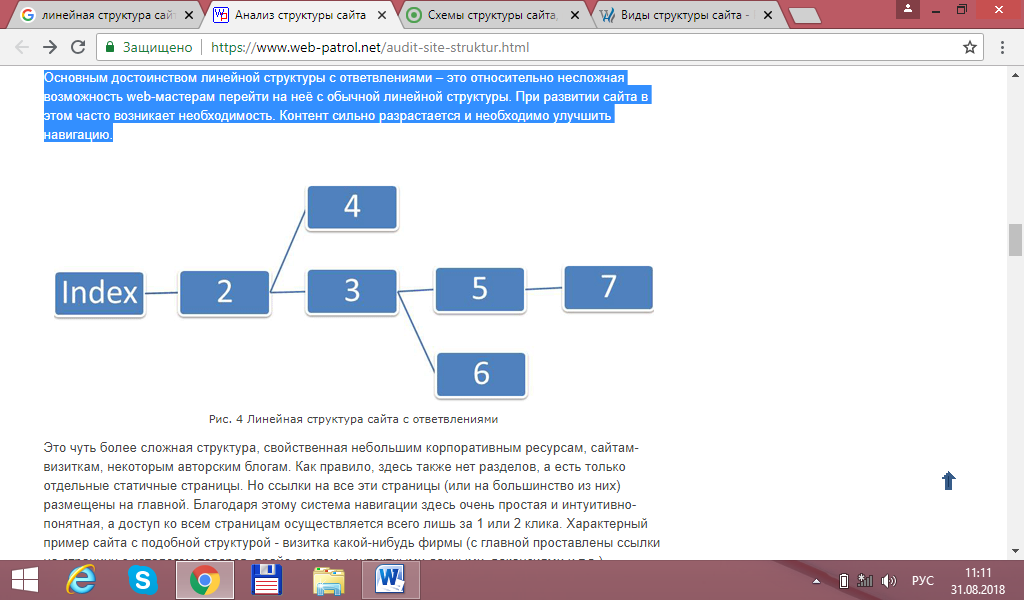 линейная структура сай
Анализ структуры сайта
Схемы структуры сайта,
Виды структуры сайта -
Защищено
https://www.web-patrol.net/audit-site-struktur.html
Основным достоинством линейной структуры с ответвлениями – это относительно несложная
возможность web-мастерам перейти на неё с обычной линейной структуры. При развитии сайта в
этом часто возникает необходимость. Контент сильно разрастается и необходимо улучшить
навигацию.
4
Index
2
3
5
7
6
Рис. 4 Линейная структура сайта с ответвлениями
Это чуть более сложная структура, свойственная небольшим корпоративным ресурсам, сайтам-
визиткам, некоторым авторским блогам. Как правило, здесь также нет разделов, а есть только
отдельные статичные страницы. Но ссылки на все эти страницы (или на большинство из них)
размещены на главной. Благодаря этому система навигации здесь очень простая и интуитивно-
понятная, а доступ ко всем страницам осуществляется всего лишь за 1 или 2 клика. Характерный
пример сайта с подобной структурой - визитка какой-нибудь фирмы (с главной проставлены ссылки
РУС
11:11
31.08.2018